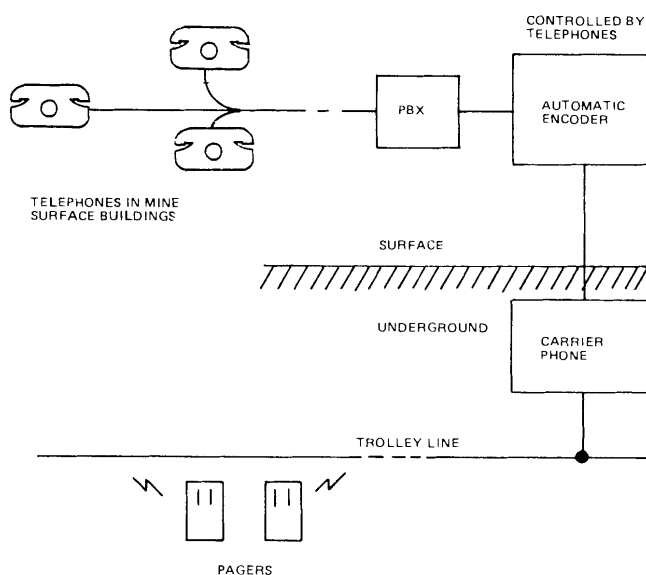 CONTROLLED BY
TELEPHONES
PBX
AUTOMATIC
ENCODER
TELEPHONES IN MINE
SURFACE BUILDINGS
SURFACE
UNDERGROUND
CARRIER
PHONE
TROLLEY LINE
PAGERS